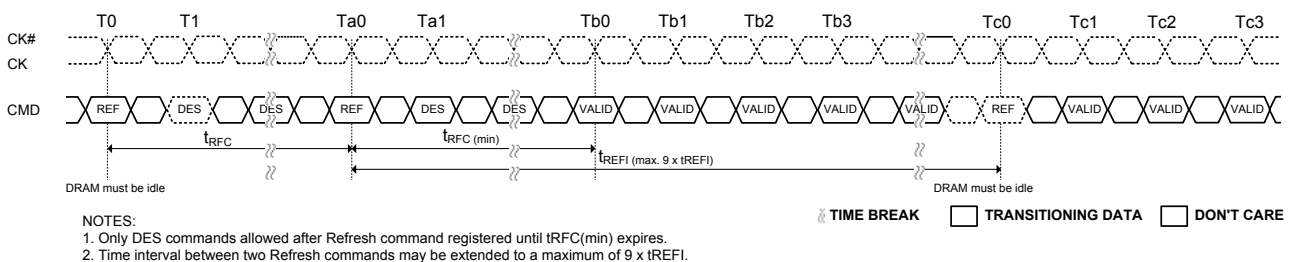 T0 T1 Ta0 Ta1 Tb0 Tb1 Tb2 Tb3 Tc0 Tc1 Tc2 Tc3
CK#
CK
CMD REF DES DES REF DES DES VALID VALID VALID VALID VALID REF VALID VALID VALID
tRFC tRFC (min)
tREFI (max. 9 x tREFI)
DRAM must be idle DRAM must be idle
TIME BREAK TRANSITIONING DATA DON'T CARE
NOTES:
1. Only DES commands allowed after Refresh command registered until tRFC(min) expires.
2. Time interval between two Refresh commands may be extended to a maximum of 9 x tREFI.